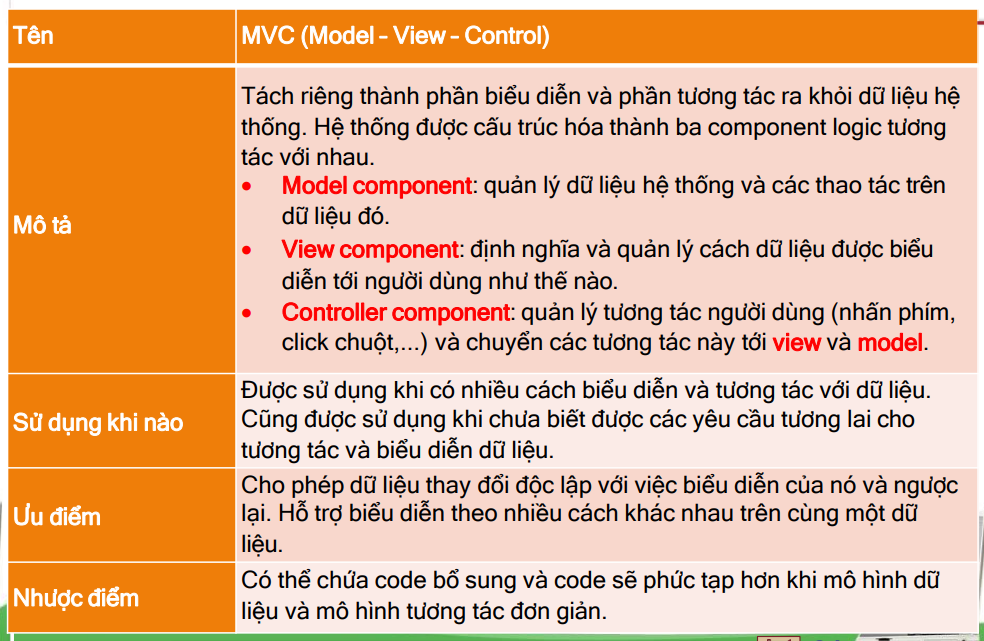 Tên
MVC (Model – View – Control)
Mô tả
Tách riêng thành phần biểu diễn và phần tương tác ra khỏi dữ liệu hệ
thống. Hệ thống được cấu trúc hóa thành ba component logic tương
tác với nhau.
• Model component: quản lý dữ liệu hệ thống và các thao tác trên
dữ liệu đó.
• View component: định nghĩa và quản lý cách dữ liệu được biểu
diễn tới người dùng như thế nào.
• Controller component: quản lý tương tác người dùng (nhấn phím,
click chuột,...) và chuyển các tương tác này tới view và model.
Sử dụng khi nào
Được sử dụng khi có nhiều cách biểu diễn và tương tác với dữ liệu.
Cũng được sử dụng khi chưa biết được các yêu cầu tương lai cho
tương tác và biểu diễn dữ liệu.
Ưu điểm
Cho phép dữ liệu thay đổi độc lập với việc biểu diễn của nó và ngược
lại. Hỗ trợ biểu diễn theo nhiều cách khác nhau trên cùng một dữ
liệu.
Nhược điểm
Có thể chứa code bổ sung và code sẽ phức tạp hơn khi mô hình dữ
liệu và mô hình tương tác đơn giản.